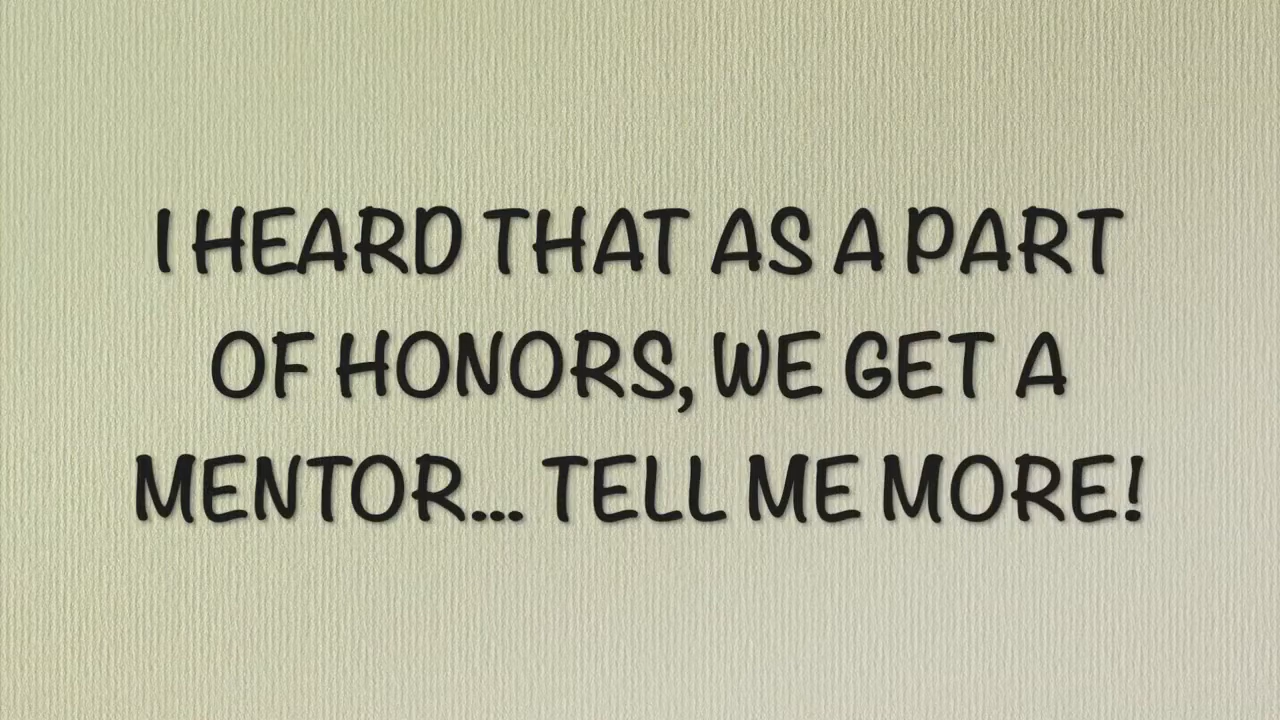 I HEARD THAT AS A PART
OF HONORS, WE GET A
MENTOR... TELL ME MORE!